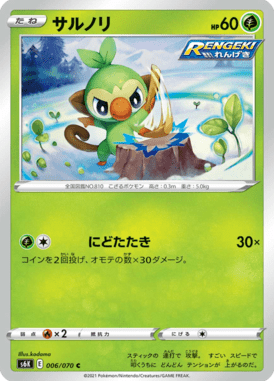 たね サルノリ HP60
RENGEKI
れんげき
全国図鑑NO.810 こざるポケモン 高さ:0.3m 重さ:5.0kg
にどたたき 30×
コインを2回投げ、オモテの数×30ダメージ。
弱点 ×2 抵抗力 にげる
Illus.kodama
S6K E 006/070 C
©2021 Pokémon/Nintendo/Creatures/GAME FREAK.
スティックの 連打で 攻撃。 すごい スピードで
叩くうちに どんどん テンションが 上がるのだ。